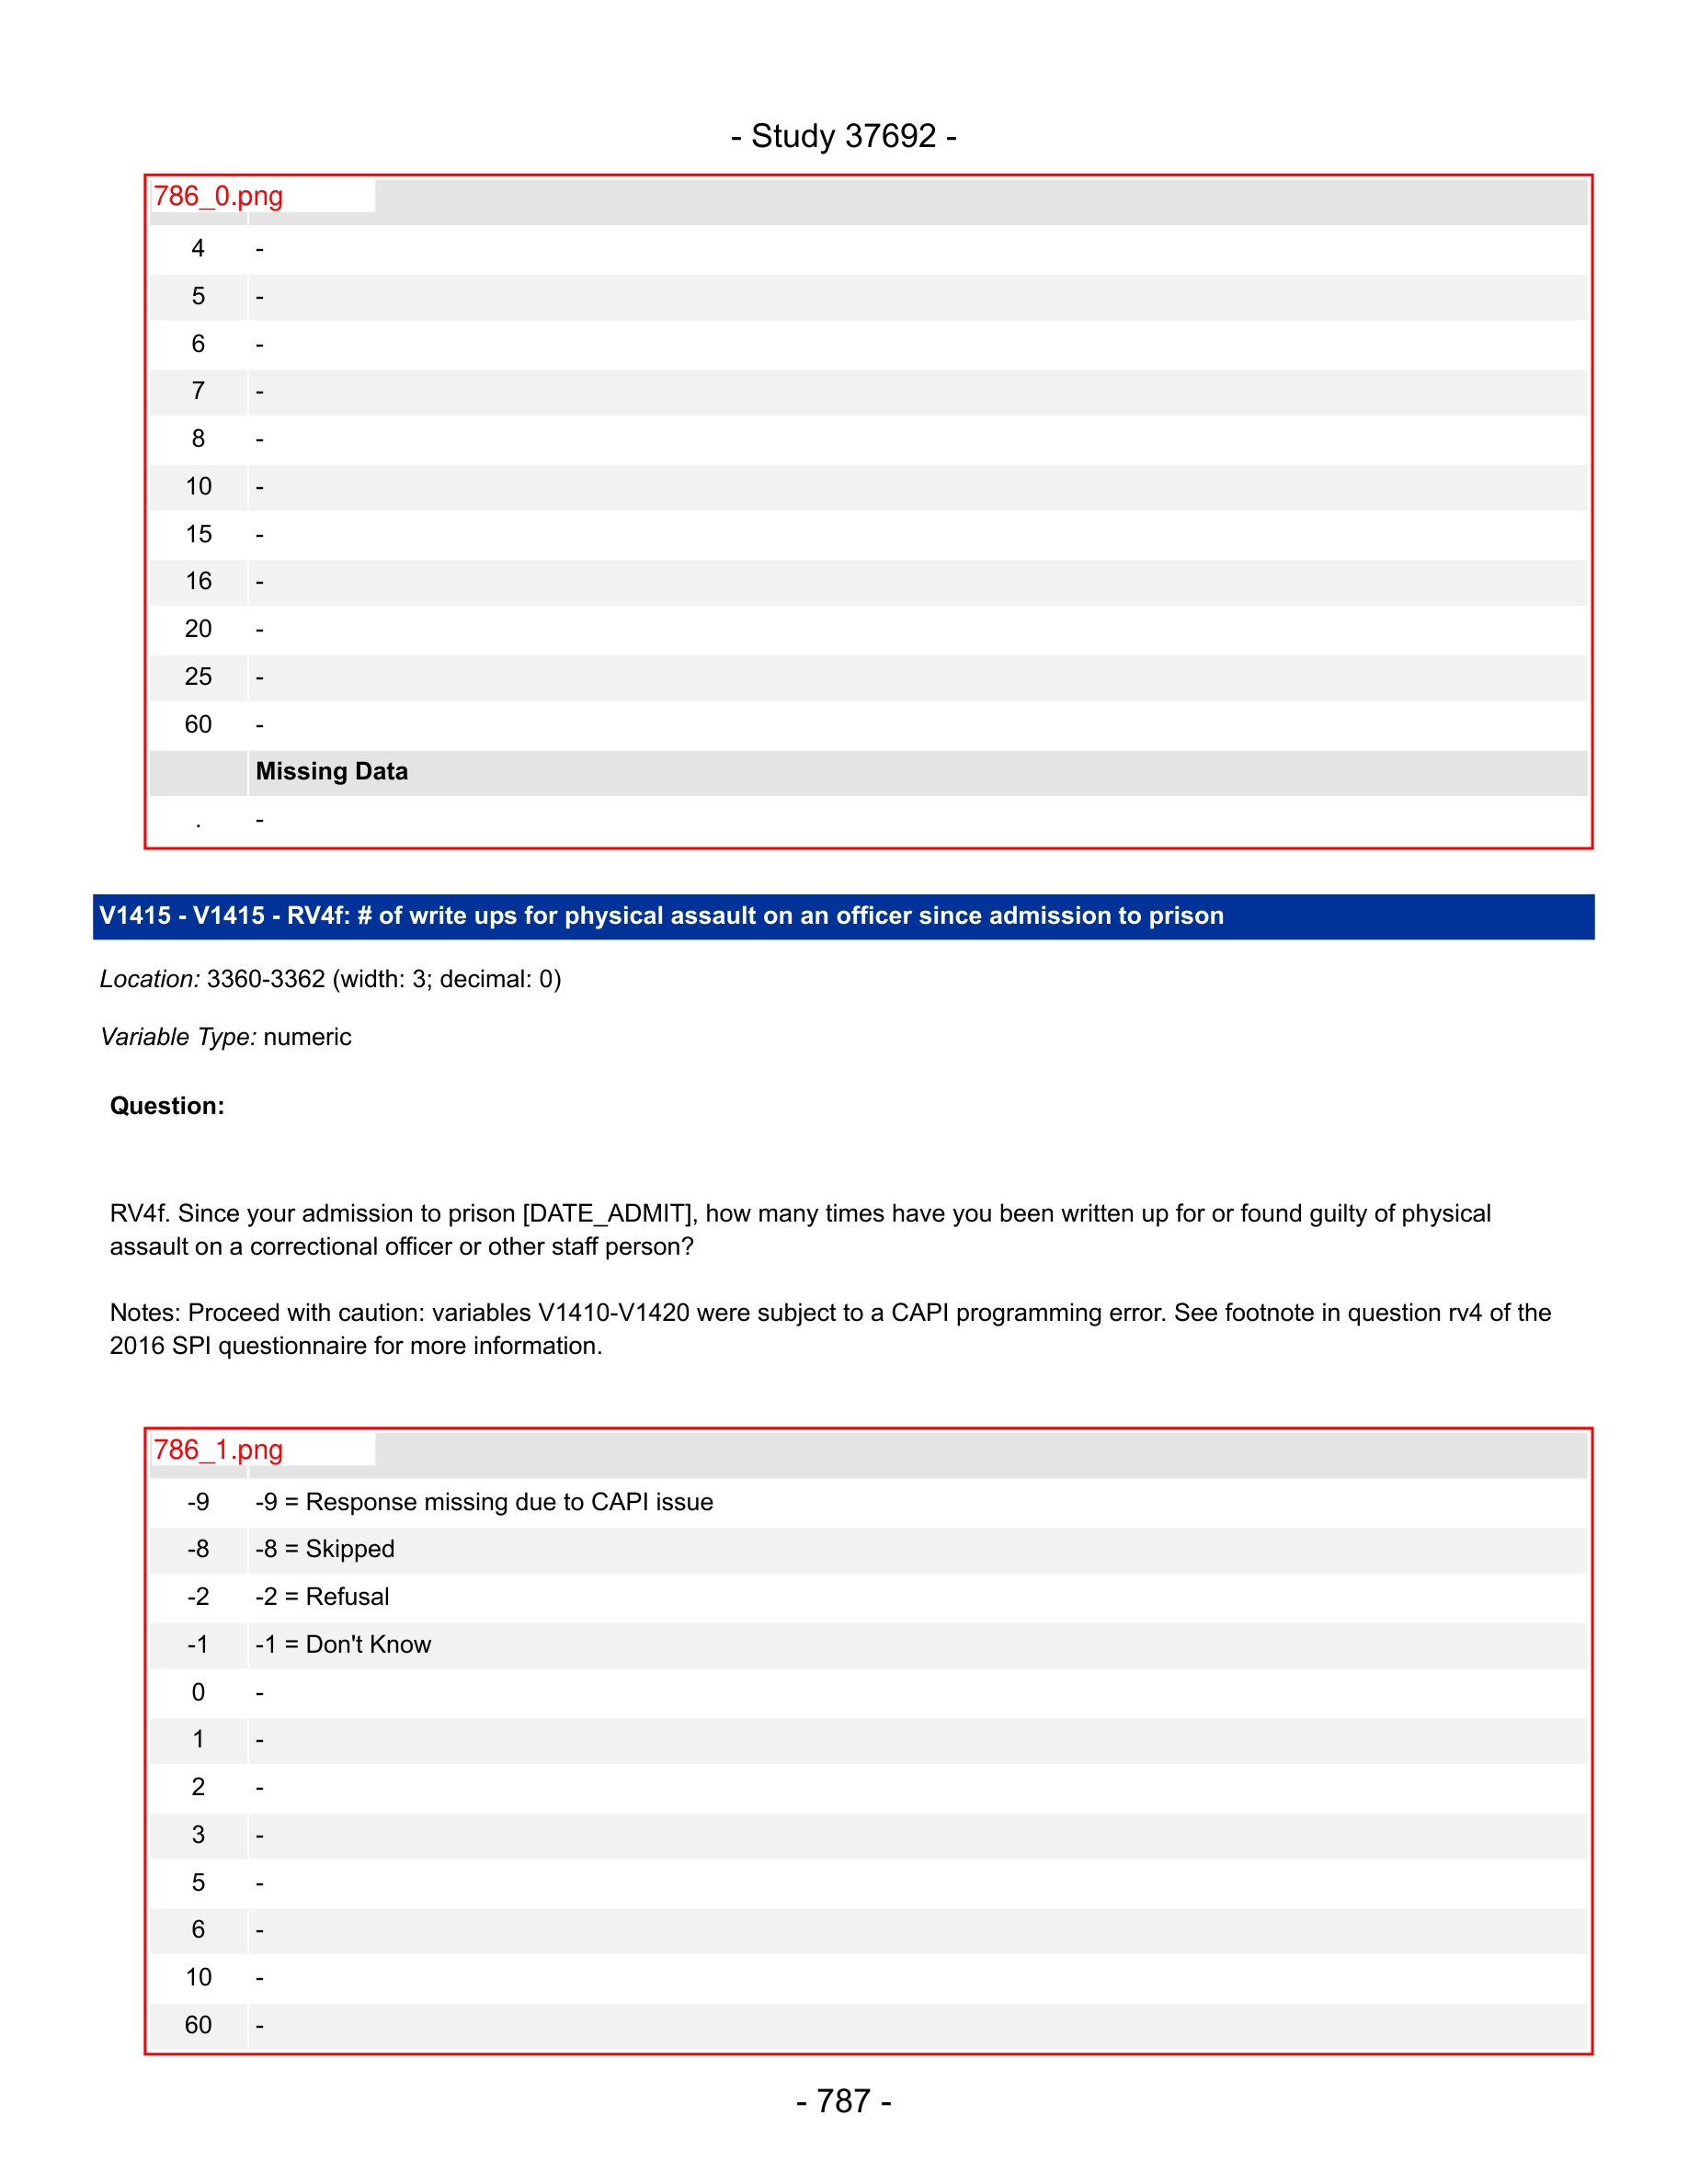 - Study 37692 -
786_0.png
4 -
5 -
6 -
7 -
8 -
10 -
15 -
16 -
20 -
25 -
60 -
Missing Data
. -
V1415 - V1415 - RV4f: # of write ups for physical assault on an officer since admission to prison
Location: 3360-3362 (width: 3; decimal: 0)
Variable Type: numeric
Question:
RV4f. Since your admission to prison [DATE_ADMIT], how many times have you been written up for or found guilty of physical
assault on a correctional officer or other staff person?
Notes: Proceed with caution: variables V1410-V1420 were subject to a CAPI programming error. See footnote in question rv4 of the
2016 SPI questionnaire for more information.
786_1.png
-9 -9 = Response missing due to CAPI issue
-8 -8 = Skipped
-2 -2 = Refusal
-1 -1 = Don't Know
0 -
1 -
2 -
3 -
5 -
6 -
10 -
60 -
- 787 -